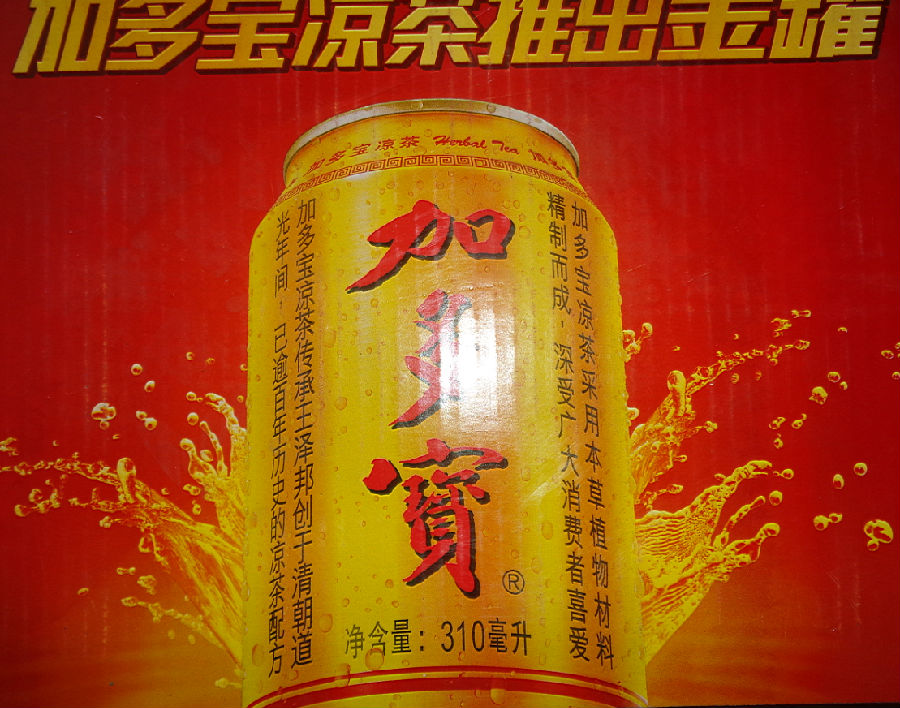 加多宝凉茶推出金罐
加多宝凉茶 Herbal Tea
加多寶
®
加多宝凉茶采用本草植物材料
精制而成，深受广大消费者喜爱
加多宝凉茶传承王泽邦创于清朝道
光年间，已逾百年历史的凉茶配方
净含量：310毫升